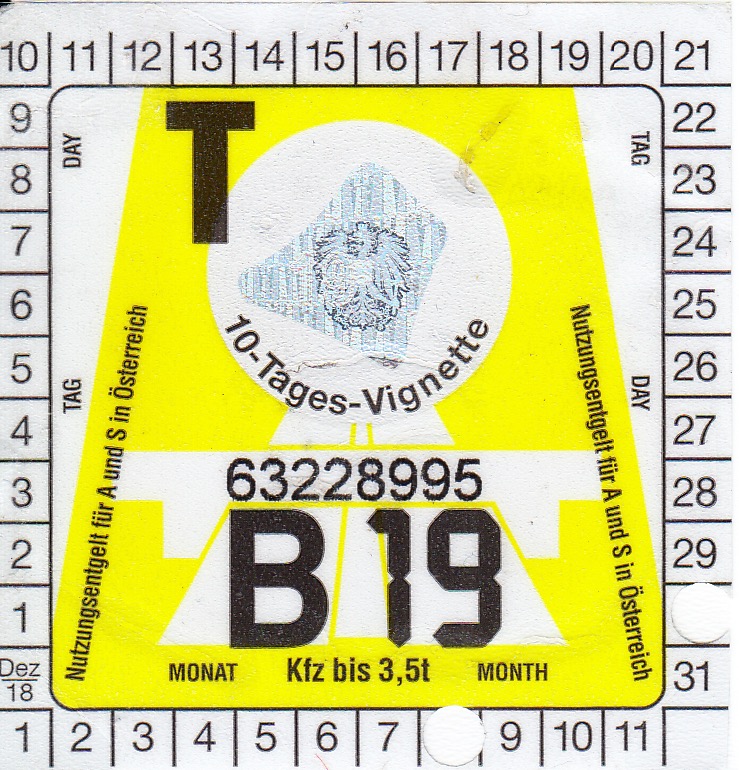 10 11 12 13 14 15 16 17 18 19 20 21
9 DAY T TAG 22
8 23
7 24
6 25
5 26
4 27
3 28
2 29
1
Dez 18 31
TAG
DAY
10-Tages-Vignette
Nutzungsentgelt für A und S in Österreich
Nutzungsentgelt für A und S in Österreich
63228995
B 19
MONAT Kfz bis 3,5t MONTH
1 2 3 4 5 6 7 9 10 11